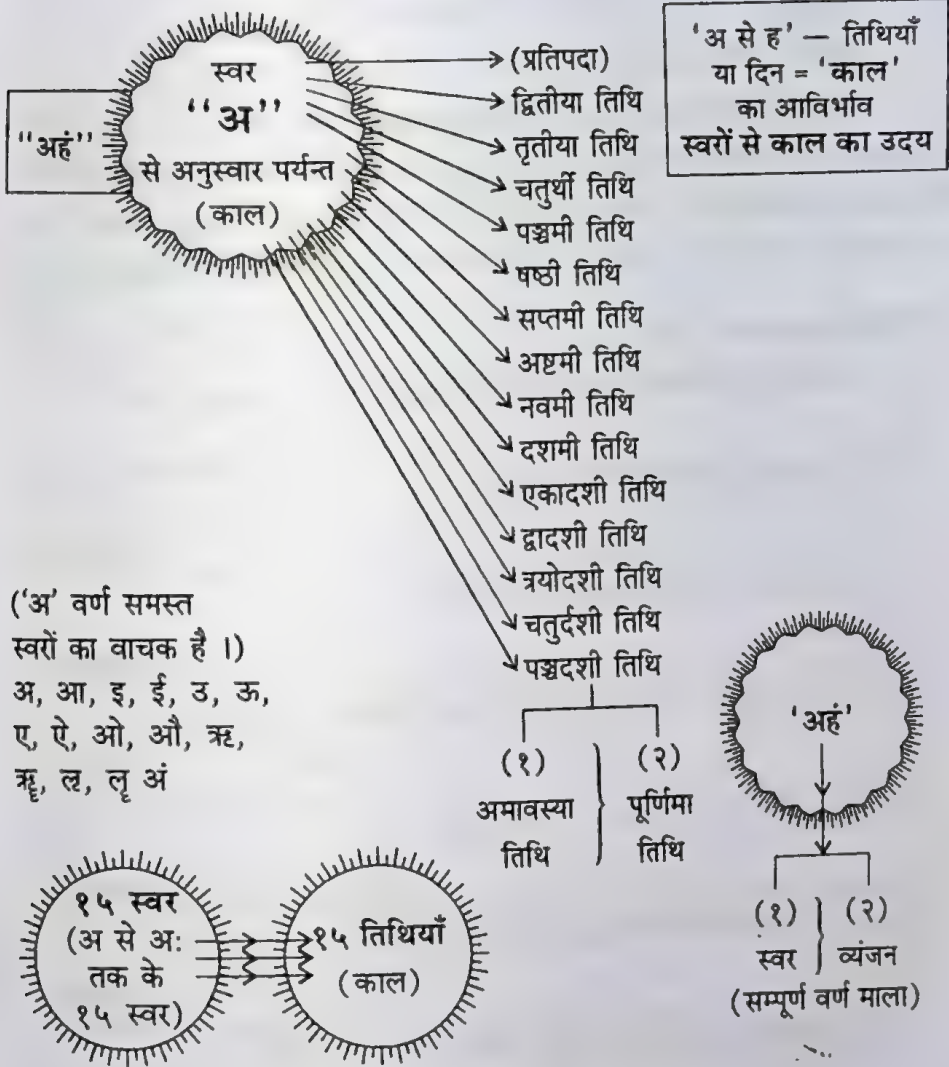 स्वर
"अ"
से अनुस्वार पर्यन्त
(काल)
"अहं"
(प्रतिपदा)
द्वितीया तिथि
तृतीया तिथि
चतुर्थी तिथि
पञ्चमी तिथि
षष्ठी तिथि
सप्तमी तिथि
अष्टमी तिथि
नवमी तिथि
दशमी तिथि
एकादशी तिथि
द्वादशी तिथि
त्रयोदशी तिथि
चतुर्दशी तिथि
पञ्चदशी तिथि
(१)
अमावस्या
तिथि
(२)
पूर्णिमा
तिथि
'अ से ह' – तिथियाँ
या दिन = 'काल'
का आविर्भाव
स्वरों से काल का उदय
('अ' वर्ण समस्त
स्वरों का वाचक है ।)
अ, आ, इ, ई, उ, ऊ,
ए, ऐ, ओ, औ, ऋ,
ॠ, ऌ, ॡ अं
१५ स्वर
(अ से अः
तक के
१५ स्वर)
१५ तिथियाँ
(काल)
'अहं'
(१)
स्वर
(२)
व्यंजन
(सम्पूर्ण वर्ण माला)